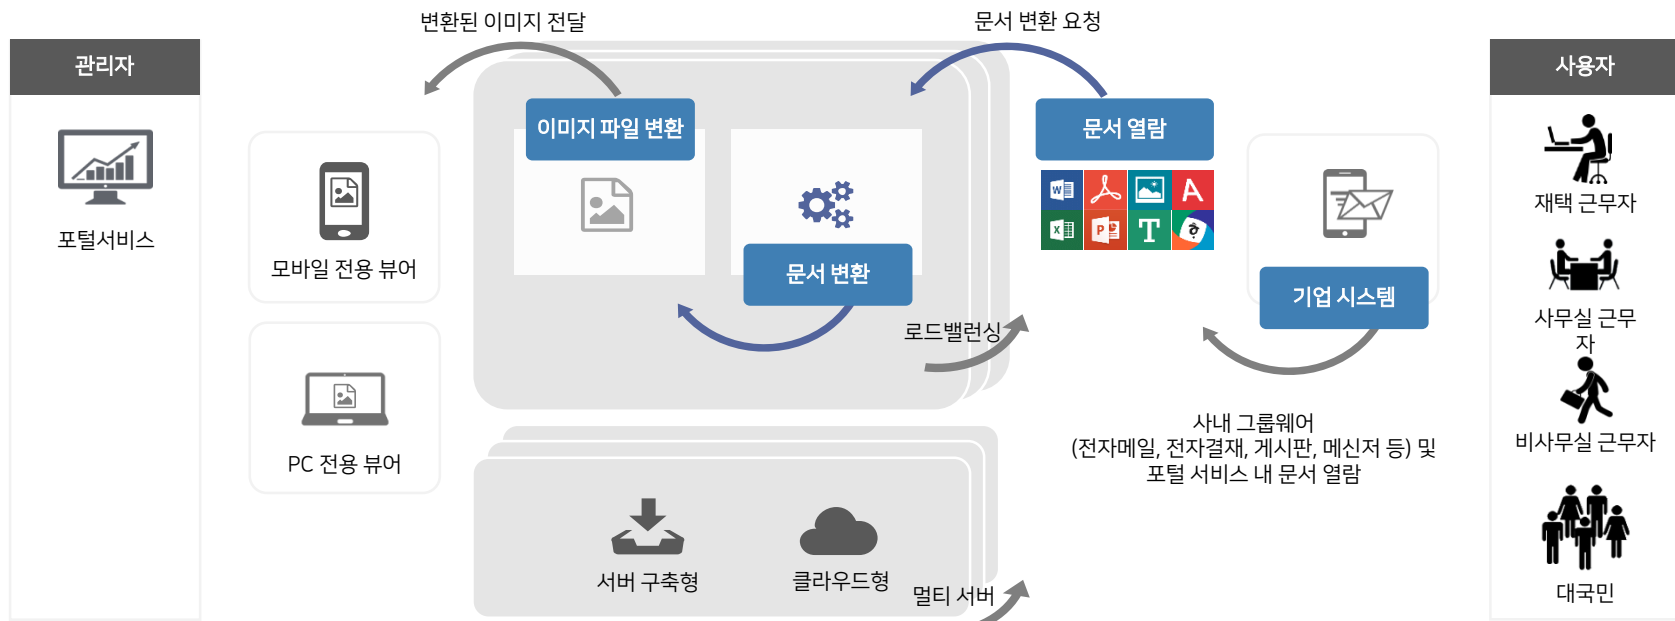 변환된 이미지 전달
문서 변환 요청
관리자
포털서비스
모바일 전용 뷰어
PC 전용 뷰어
이미지 파일 변환
문서 변환
로드밸런싱
서버 구축형
클라우드형
멀티 서버
문서 열람
W
A
X
P
T
기업 시스템
사내 그룹웨어
(전자메일, 전자결재, 게시판, 메신저 등) 및
포털 서비스 내 문서 열람
사용자
재택 근무자
사무실 근무
자
비사무실 근무자
대국민